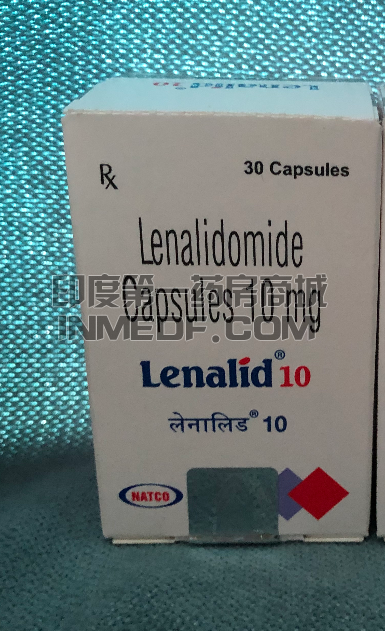 Lenalid® 10
Rx
30 Capsules
Lenalidomide
Capsules 10 mg
印度第一药房商城
INMEDF.COM
Lenalid® 10
लेनालिड® 10
NATCO